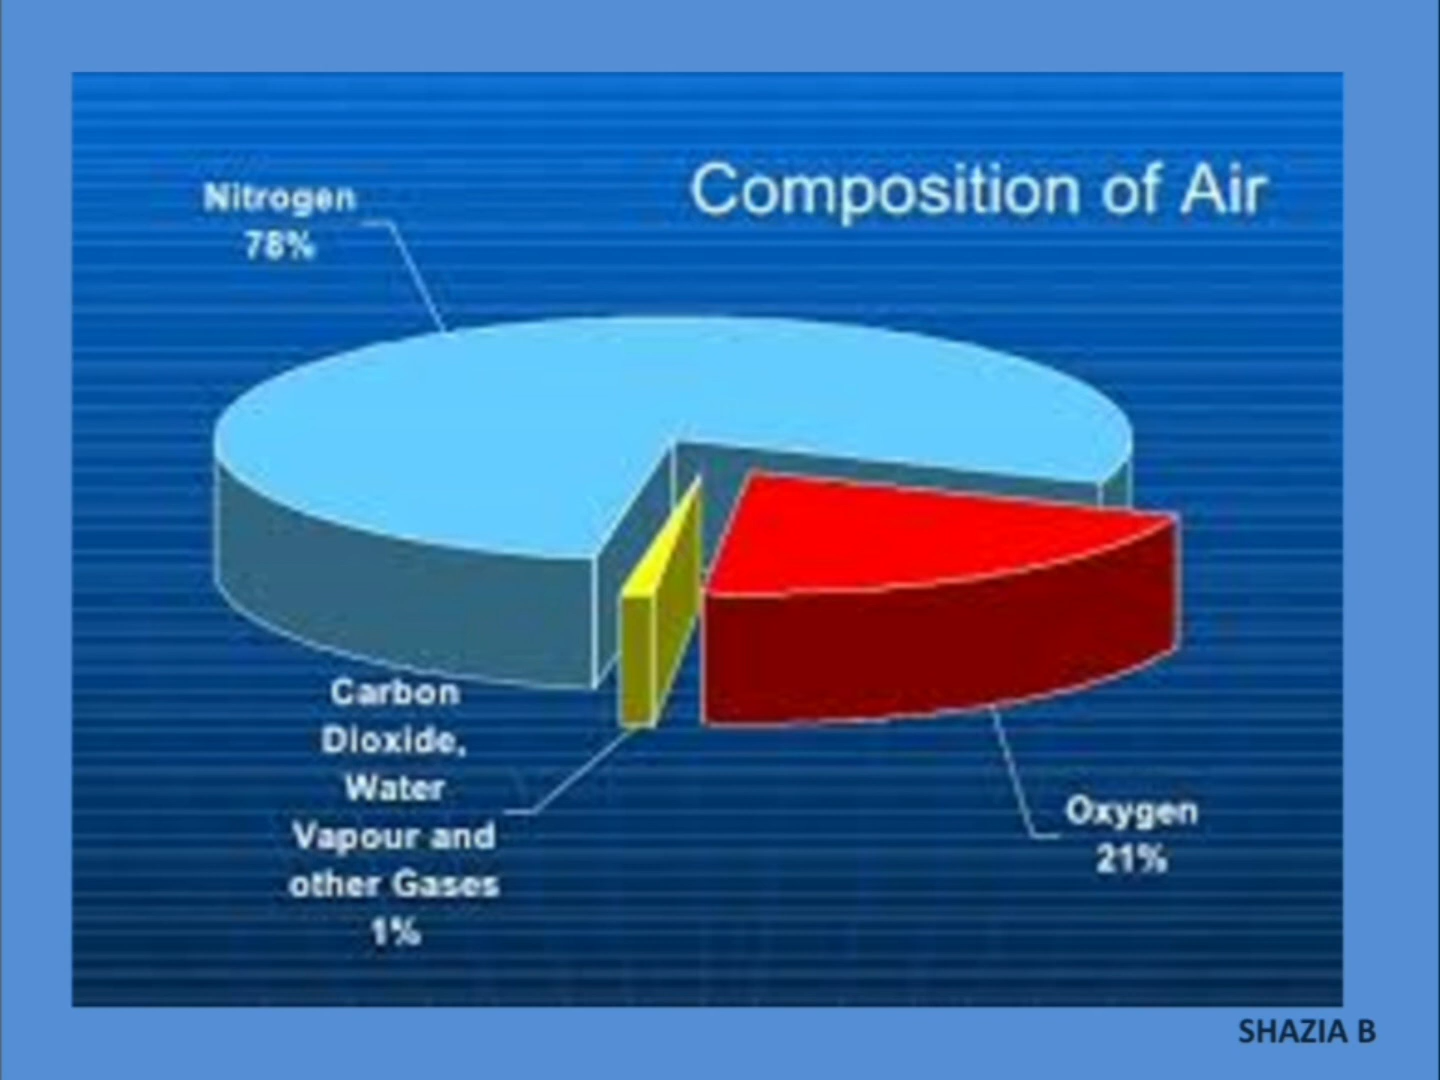 Composition of Air
Nitrogen
78%
Carbon
Dioxide,
Water
Vapour and
other Gases
1%
Oxygen
21%
SHAZIA B